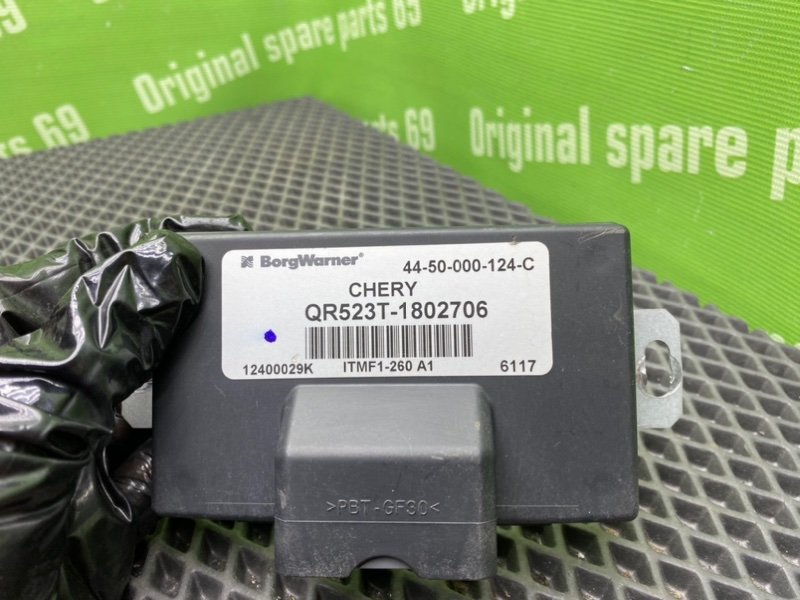 69
Original spare parts 69
parts 69
Original spare
BorgWarner®
44-50-000-124-C
CHERY
QR523T-1802706
12400029K ITMF1-260 A1 6117
>PBT-GF30<